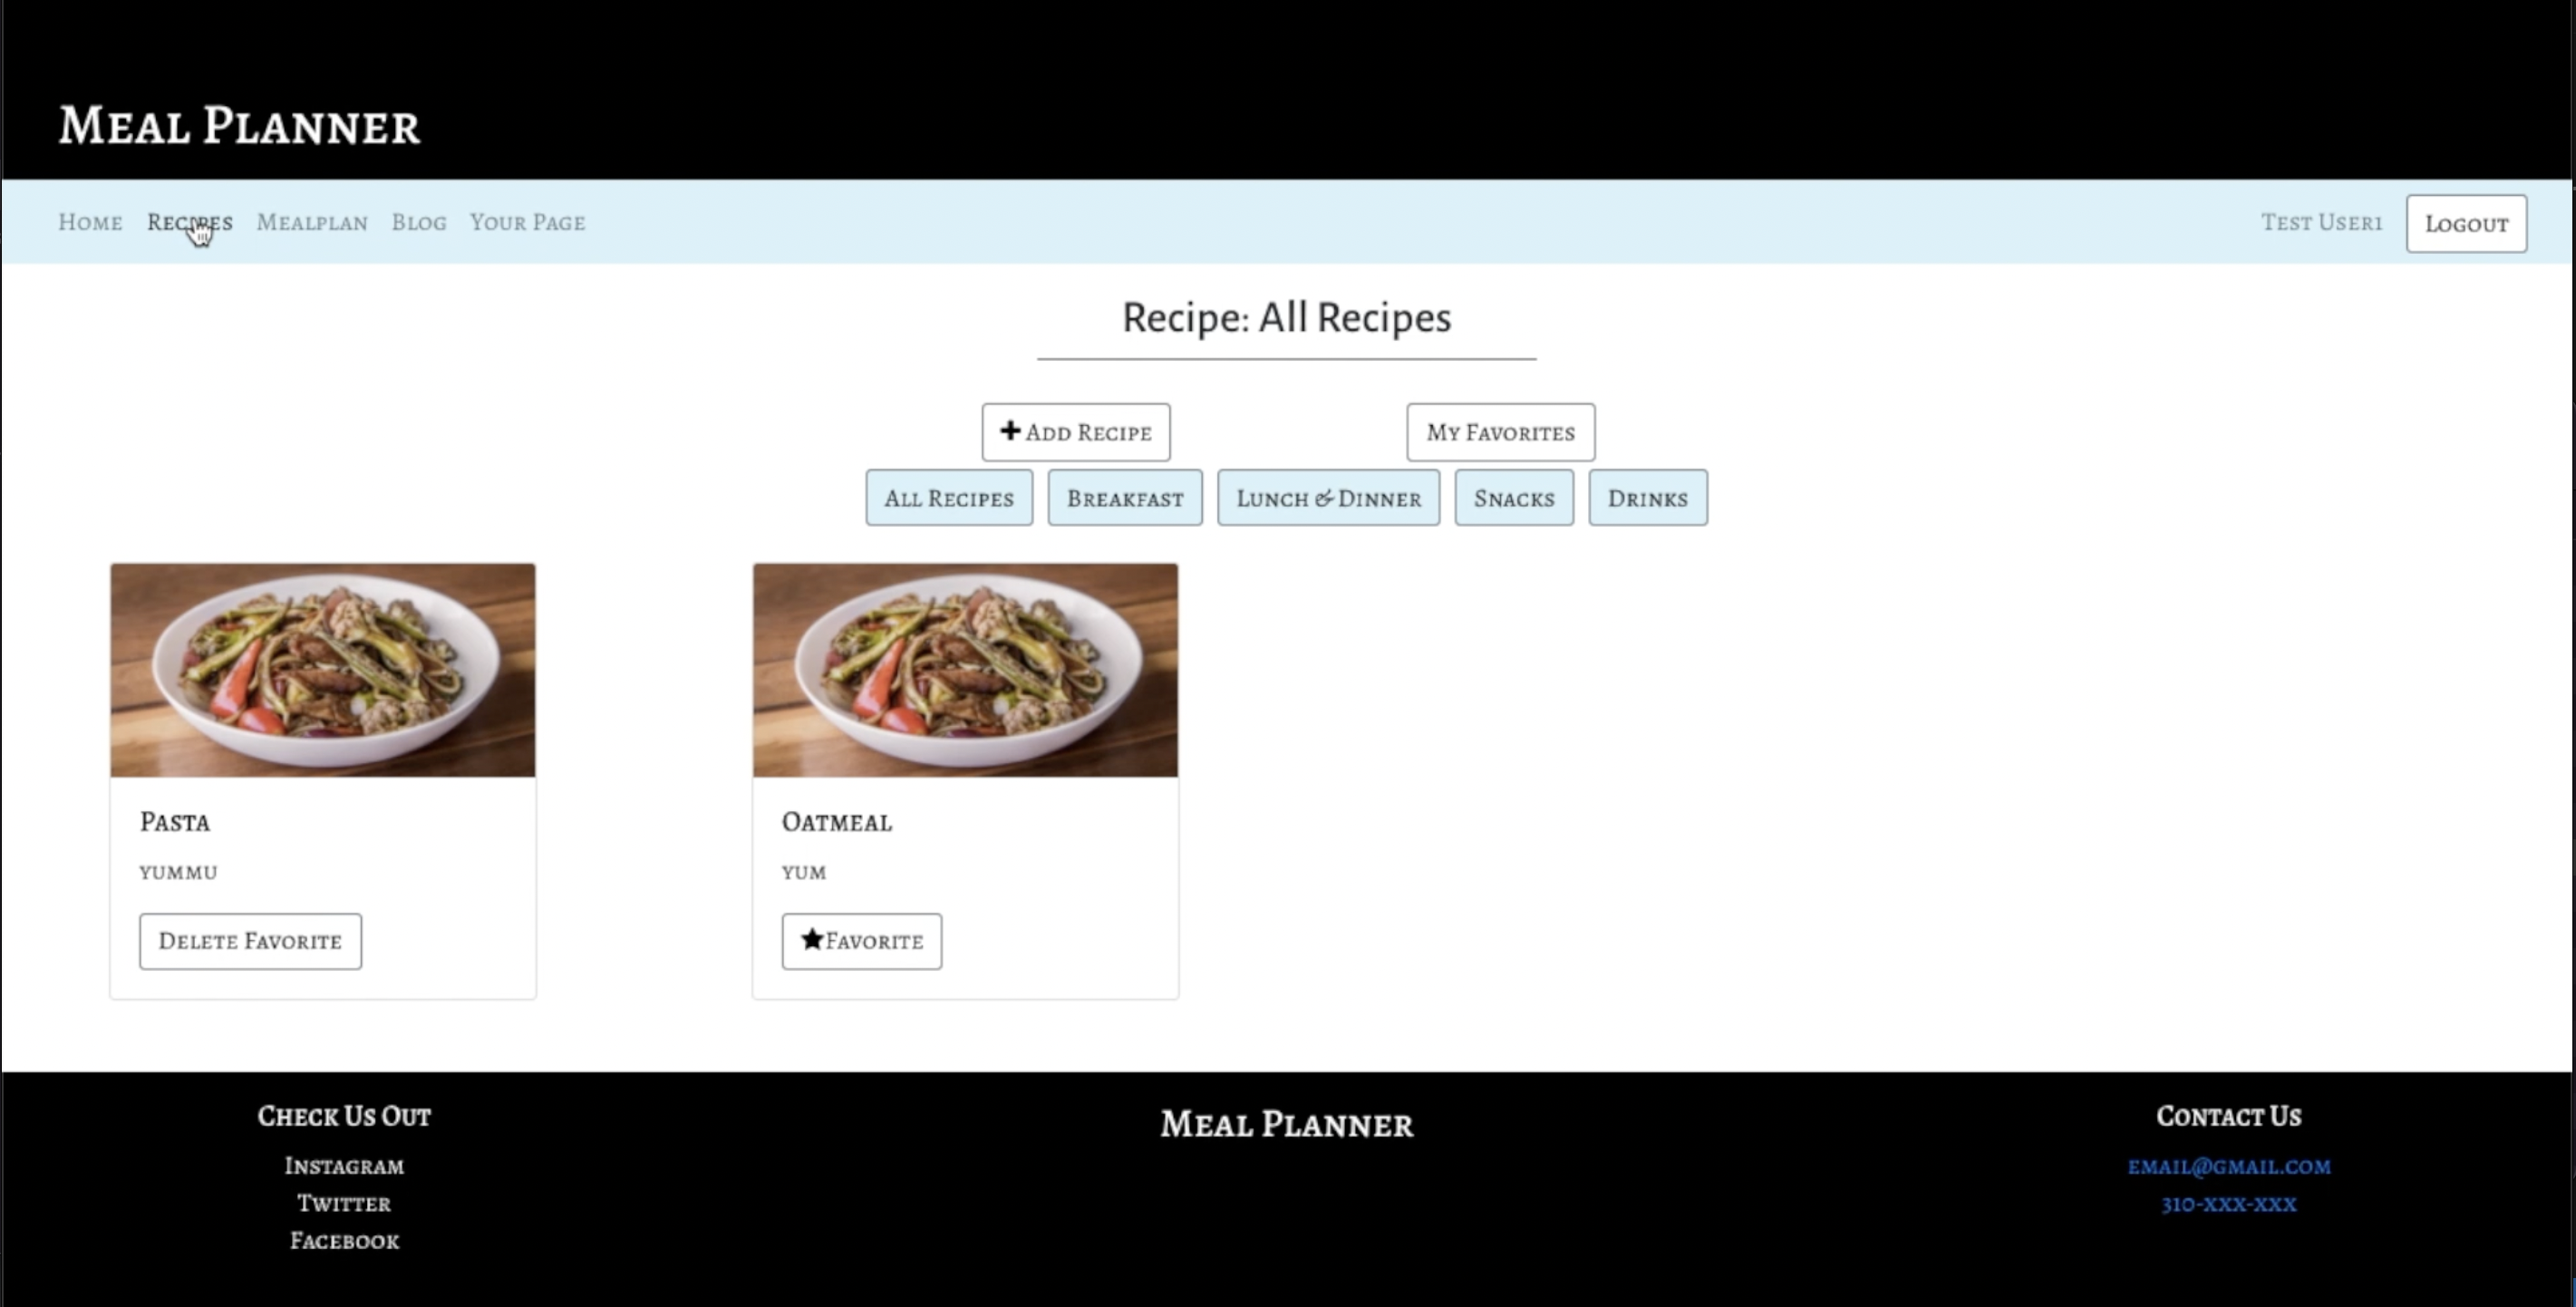 Meal Planner
Home Recipes Mealplan Blog Your Page Test User1 Logout
Recipe: All Recipes
Add Recipe My Favorites
All Recipes Breakfast Lunch & Dinner Snacks Drinks
Pasta Oatmeal
yummu yum
Delete Favorite Favorite
Check Us Out Meal Planner Contact Us
Instagram email@gmail.com
Twitter 310-xxx-xxx
Facebook